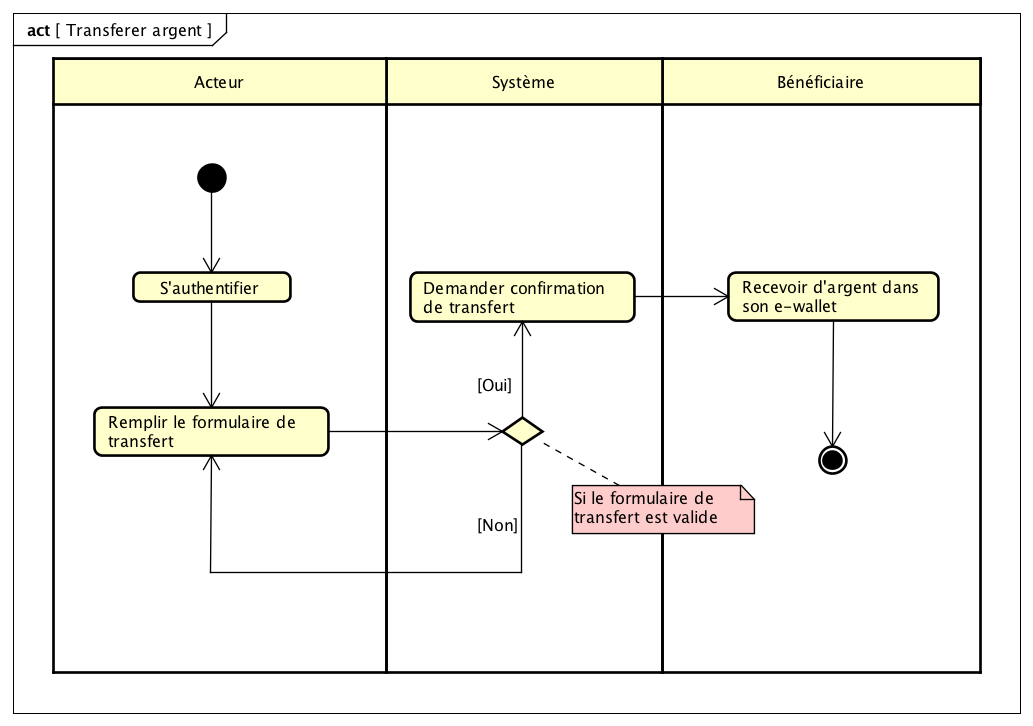 act [ Transferer argent ]
Acteur
Système
Bénéficiaire
S'authentifier
Demander confirmation
de transfert
Recevoir d'argent dans
son e-wallet
[Oui]
Remplir le formulaire de
transfert
Si le formulaire de
transfert est valide
[Non]